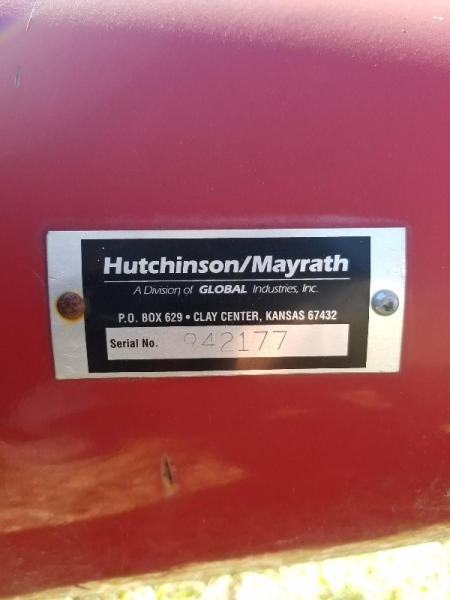 Hutchinson/Mayrath
A Division of GLOBAL Industries, Inc.
P.O. BOX 629 • CLAY CENTER, KANSAS 67432
Serial No. 942177